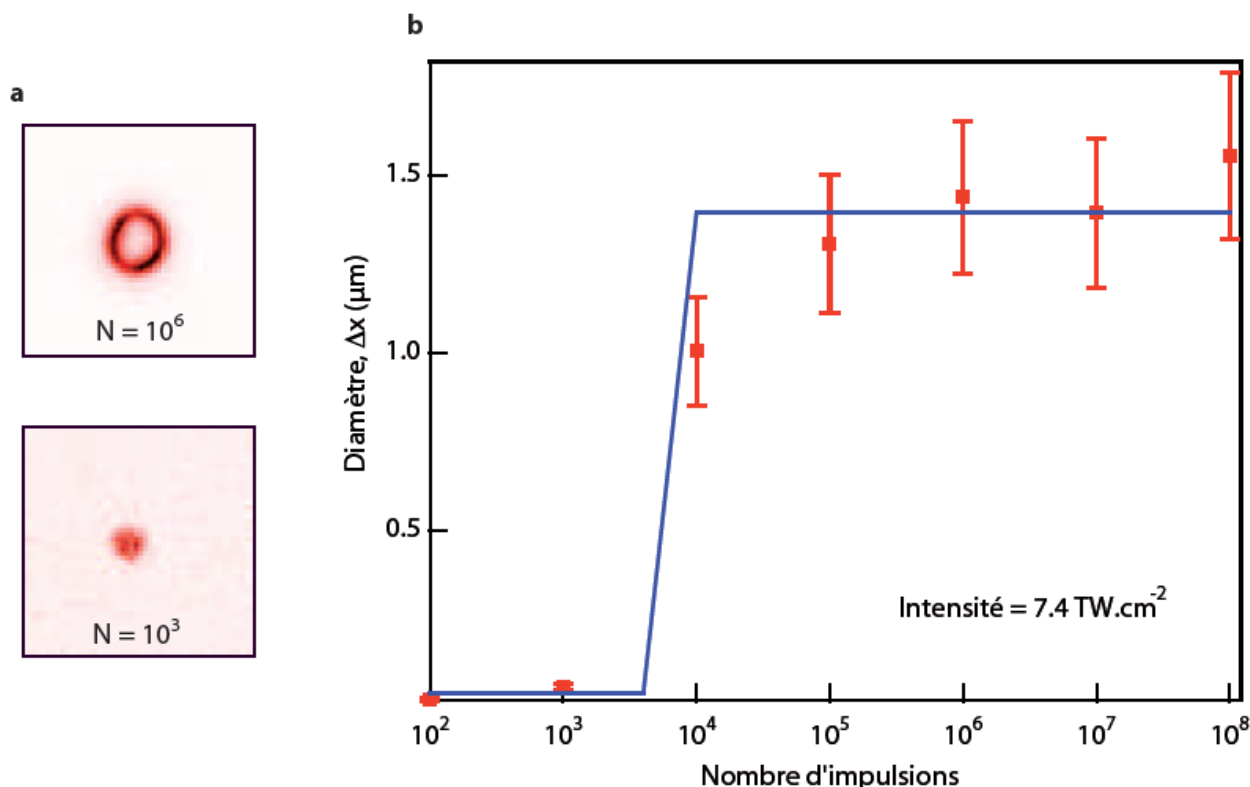 a
N = 10⁶
N = 10³
b
Diamètre, Δx (µm)
1.5
1.0
0.5
Intensité = 7.4 TW.cm⁻²
10² 10³ 10⁴ 10⁵ 10⁶ 10⁷ 10⁸
Nombre d'impulsions